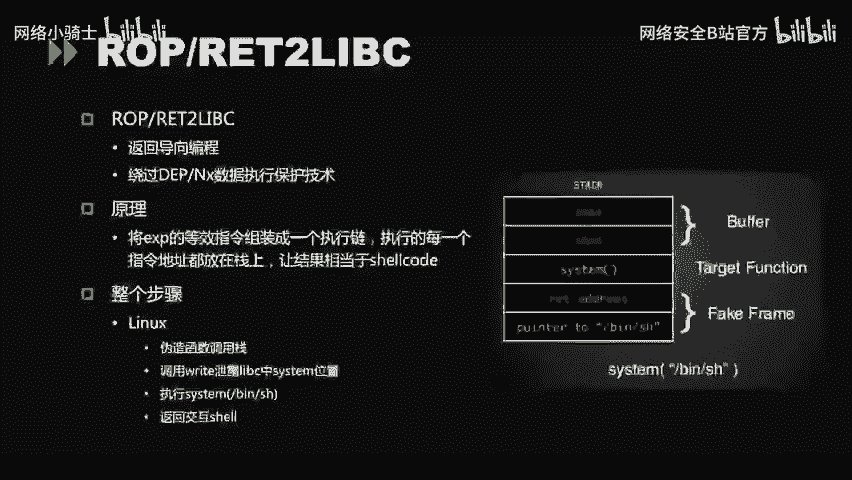 网络小骑士 bilibili
网络安全B站官方 bilibili
ROP/RET2LIBC
ROP/RET2LIBC
返回导向编程
绕过DEP/Nx数据执行保护技术
原理
将exp的等效指令组装成一个执行链，执行的每一个
指令地址都放在栈上，让结果相当于shellcode
整个步骤
Linux
伪造函数调用栈
调用write泄露libc中system位置
执行system(/bin/sh)
返回交互shell
stack
system()
ret address
pointer to "/bin/sh"
Buffer
Target Function
Fake Frame
system( "/bin/sh" )